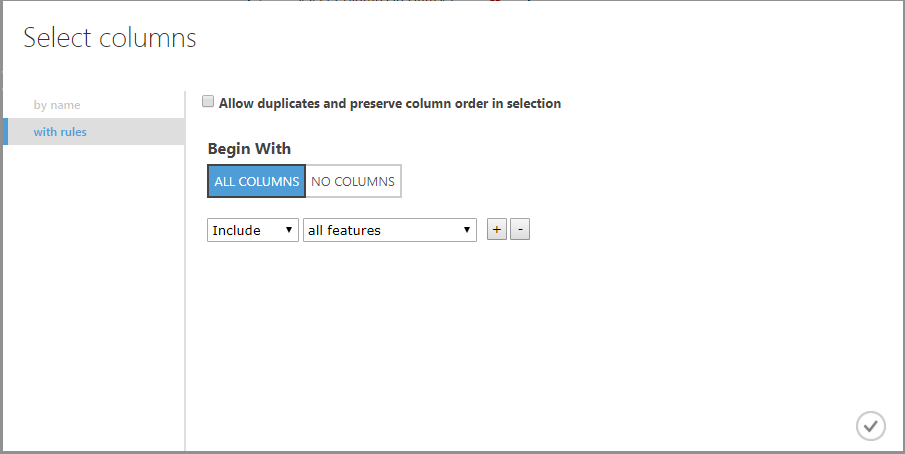 Select columns
by name
with rules
Allow duplicates and preserve column order in selection
Begin With
ALL COLUMNS NO COLUMNS
Include all features + -